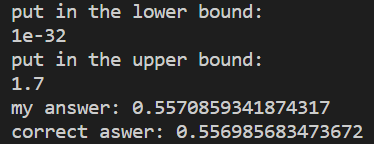 put in the lower bound:
1e-32
put in the upper bound:
1.7
my answer: 0.5570859341874317
correct aswer: 0.556985683473672